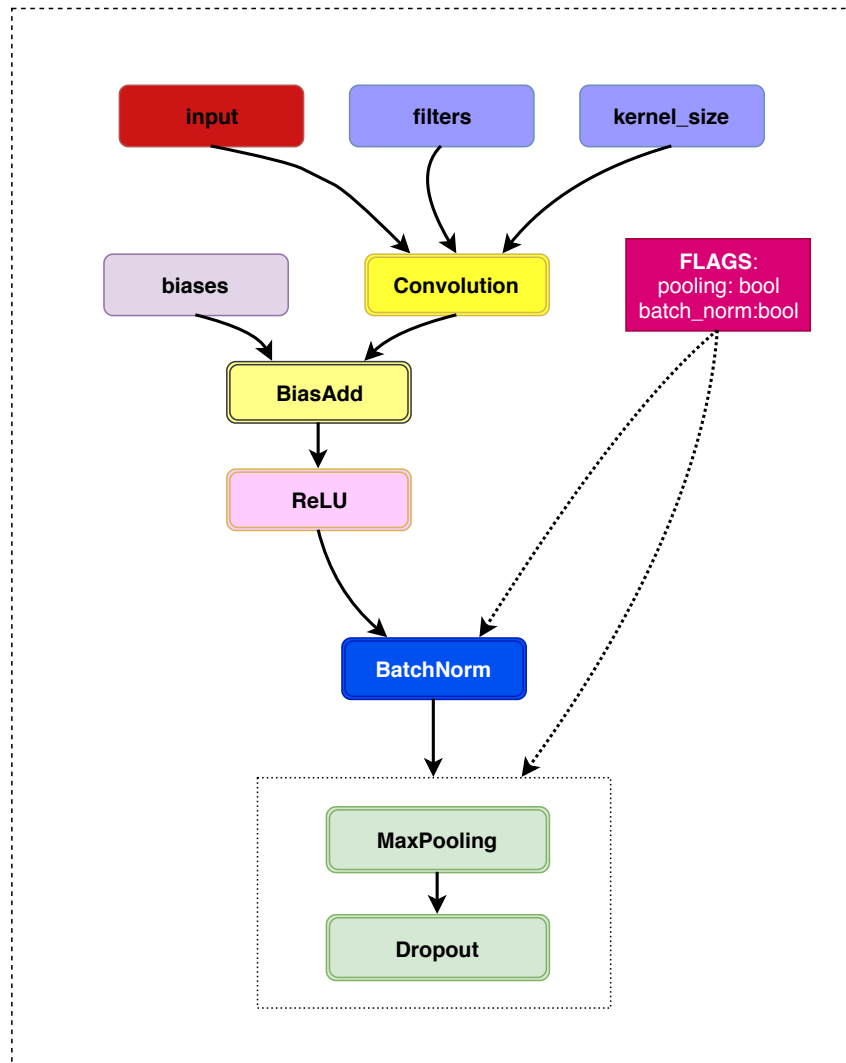 input
filters
kernel_size
biases
Convolution
FLAGS:
pooling: bool
batch_norm:bool
BiasAdd
ReLU
BatchNorm
MaxPooling
Dropout